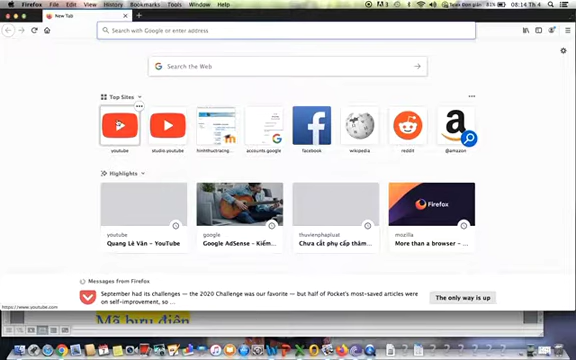 Firefox File Edit View History Bookmarks Tools Window Help
81% 08:14 Th 4
New Tab
Search with Google or enter address
G Search the Web
Top Sites
youtube
studio.youtube
accounts.google
facebook
wikipedia
reddit
a
@amazon
Highlights
Firefox
youtube
Quang Lê Văn - YouTube
google
Google AdSense - Kiếm...
thuvienphapluat
Chưa cắt phụ cấp thâm...
mozilla
More than a browser - ...
Messages from Firefox
September had its challenges — the 2020 Challenge was our favorite — but half of Pocket's most-saved articles were
on self-improvement, so ...
The only way is up
https://www.youtube.com
Mã bưu điện